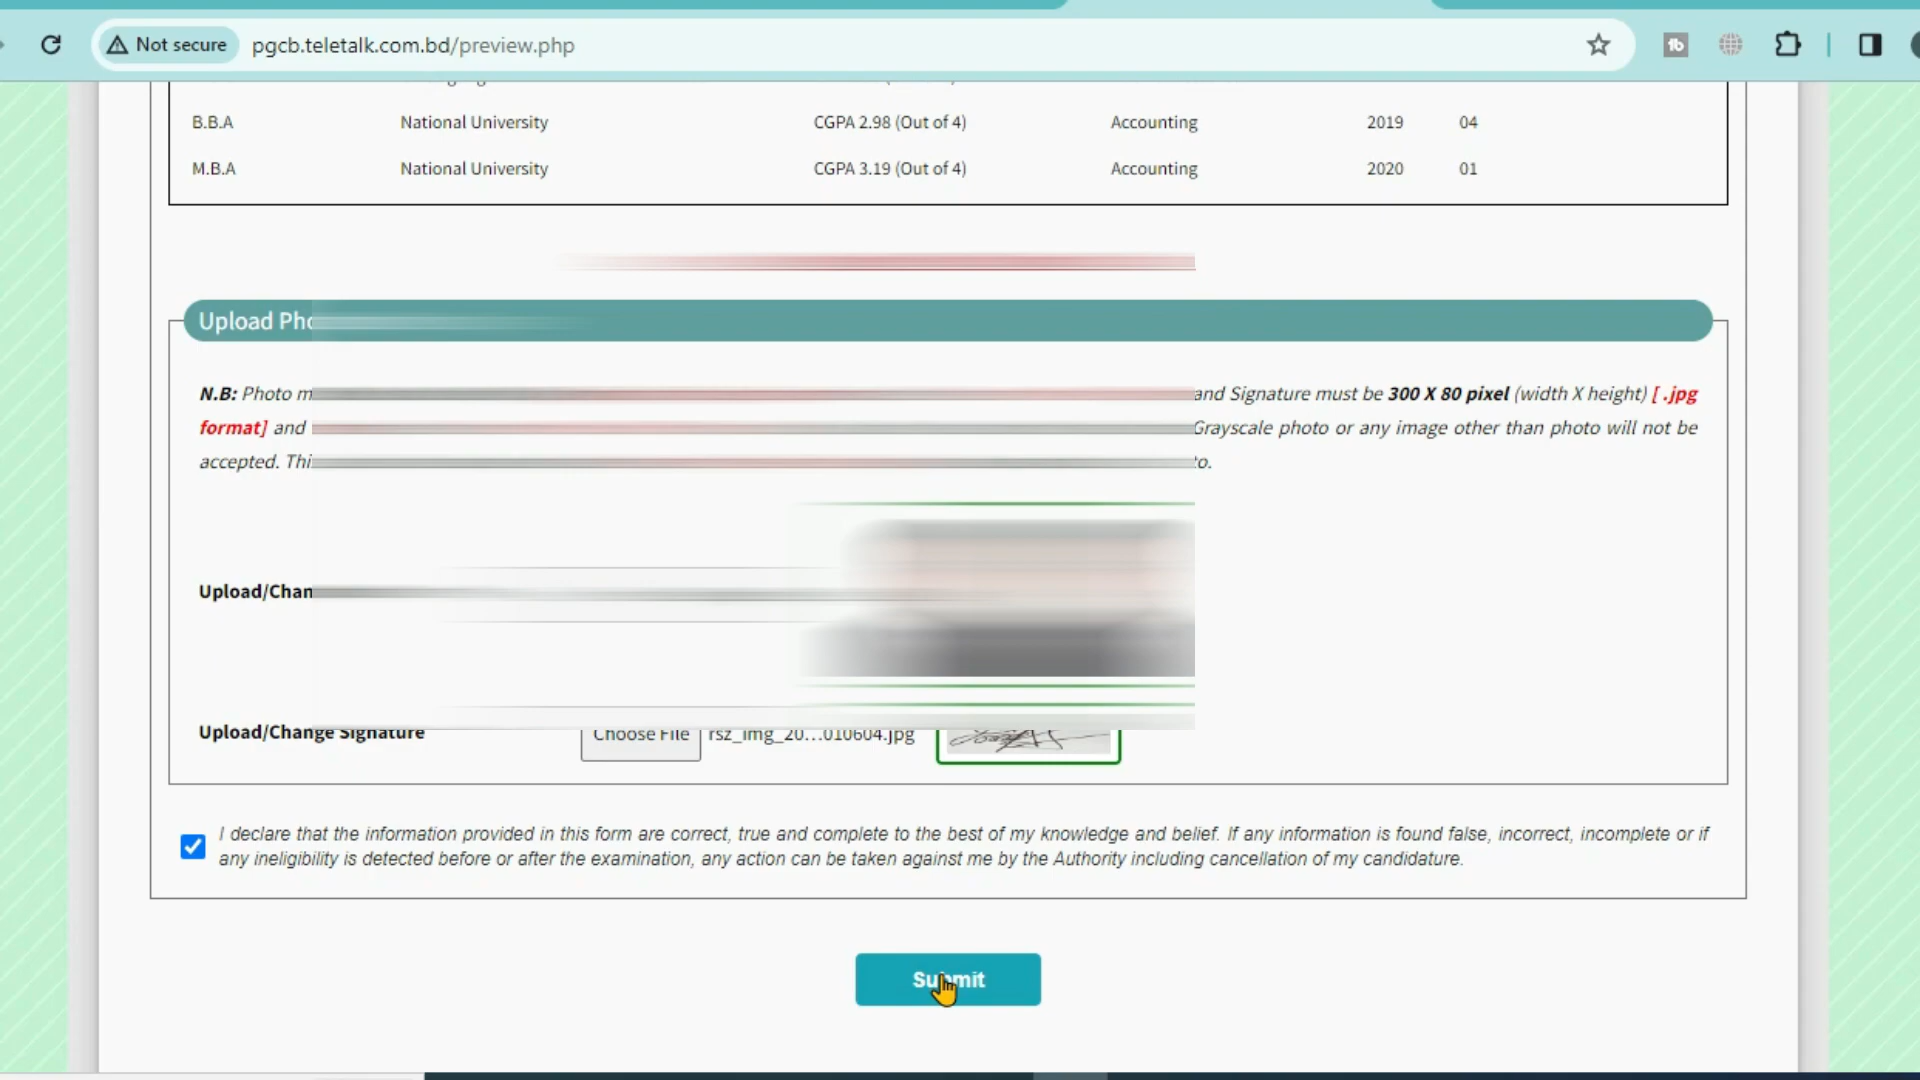 Not secure pgcb.teletalk.com.bd/preview.php
B.B.A National University CGPA 2.98 (Out of 4) Accounting 2019 04
M.B.A National University CGPA 3.19 (Out of 4) Accounting 2020 01
Upload
N.B: Photo and Signature must be 300 X 80 pixel (width X height) [ .jpg
format] and Grayscale photo or any image other than photo will not be
accepted.
Upload/Change Signature Choose File rsz_img_20...010604.jpg
I declare that the information provided in this form are correct, true and complete to the best of my knowledge and belief. If any information is found false, incorrect, incomplete or if
any ineligibility is detected before or after the examination, any action can be taken against me by the Authority including cancellation of my candidature.
Submit